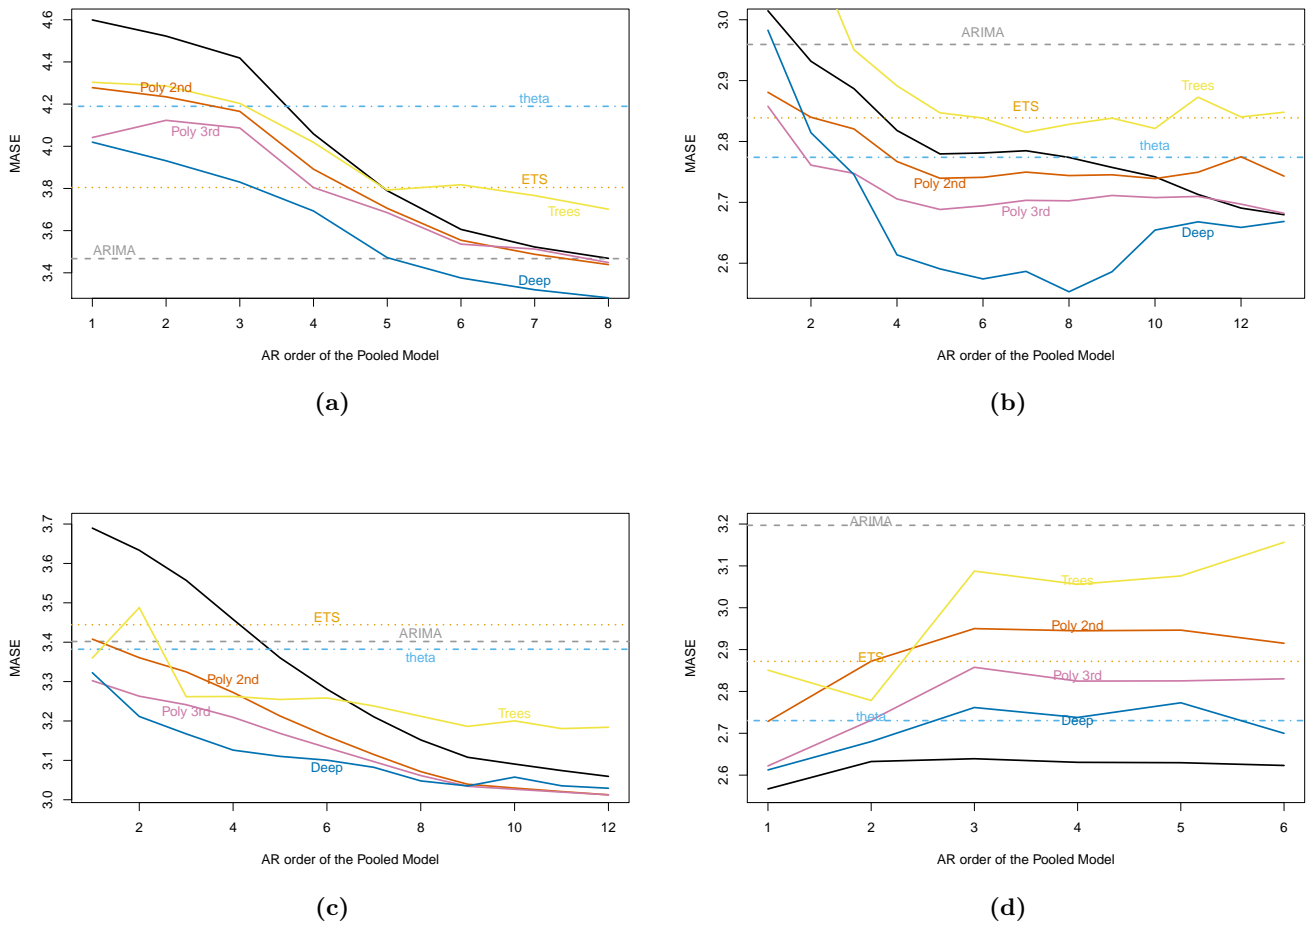 4.6
4.4
4.2
4.0
3.8
3.6
3.4
MASE
Poly 2nd
theta
Poly 3rd
ETS
Trees
ARIMA
Deep
1 2 3 4 5 6 7 8
AR order of the Pooled Model
(a)
3.0
2.9
2.8
2.7
2.6
MASE
ARIMA
Trees
ETS
theta
Poly 2nd
Poly 3rd
Deep
2 4 6 8 10 12
AR order of the Pooled Model
(b)
3.7
3.6
3.5
3.4
3.3
3.2
3.1
3.0
MASE
ETS
ARIMA
theta
Poly 2nd
Poly 3rd
Trees
Deep
2 4 6 8 10 12
AR order of the Pooled Model
(c)
3.2
3.1
3.0
2.9
2.8
2.7
2.6
MASE
ARIMA
Trees
Poly 2nd
ETS
Poly 3rd
theta
Deep
1 2 3 4 5 6
AR order of the Pooled Model
(d)